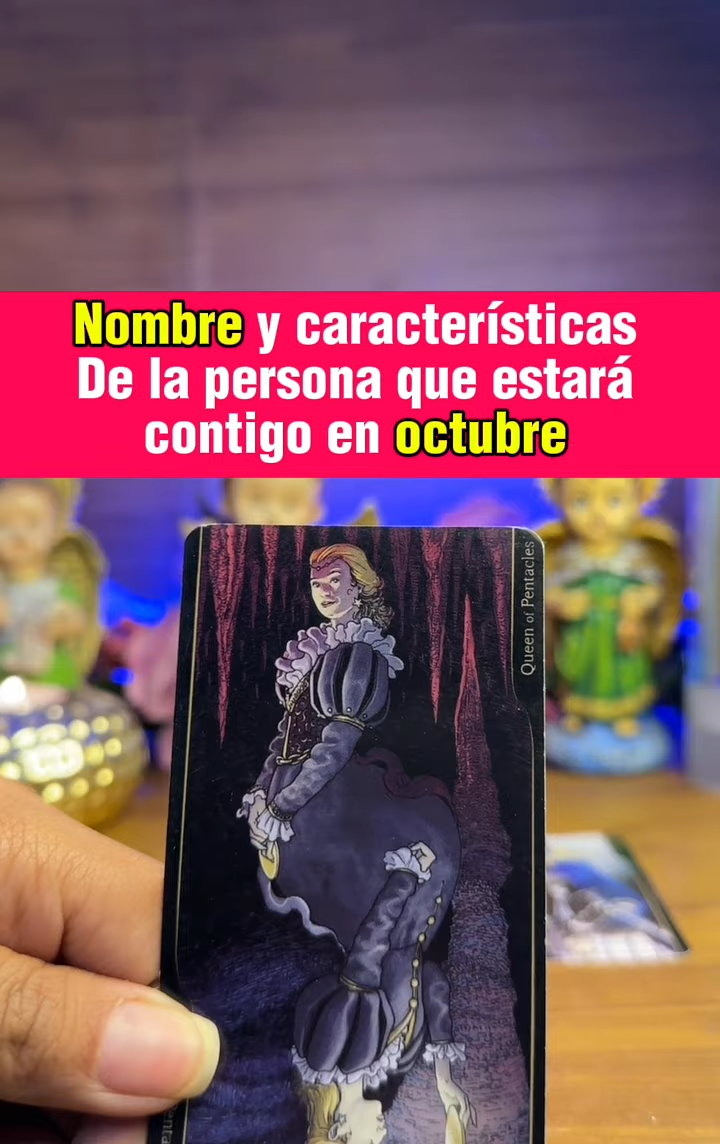 Nombre y características
De la persona que estará
contigo en octubre
Queen of Pentacles